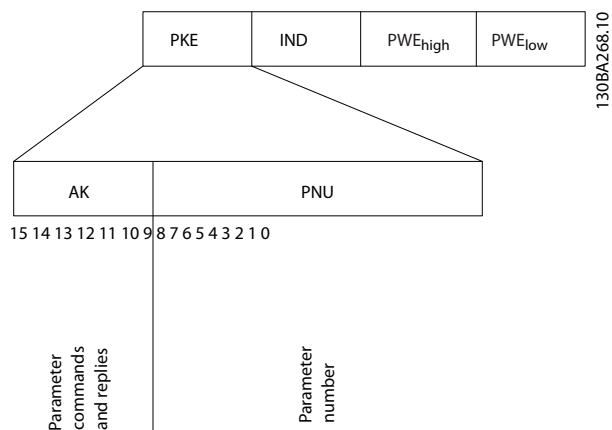 PKE IND PWEhigh PWElow
130BA268.10
AK PNU
15 14 13 12 11 10 9 8 7 6 5 4 3 2 1 0
Parameter
commands
and replies
Parameter
number